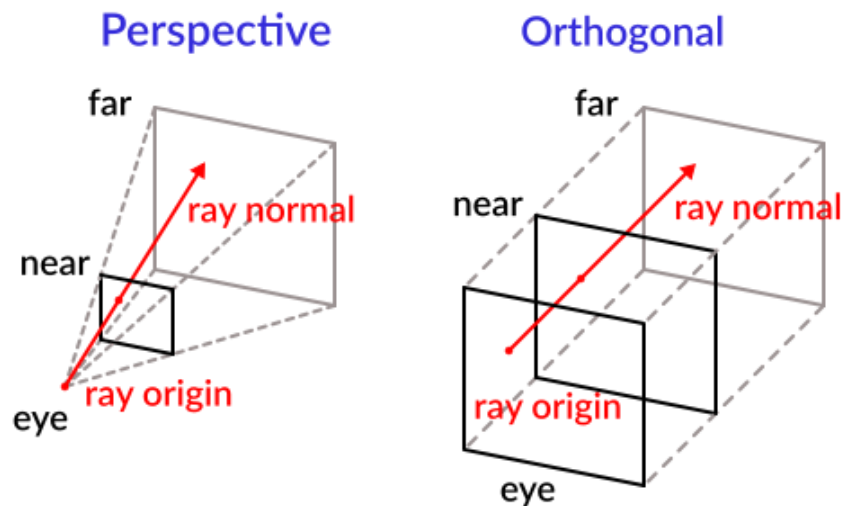 Perspective
far
ray normal
near
ray origin
eye
Orthogonal
far
near
ray normal
ray origin
eye